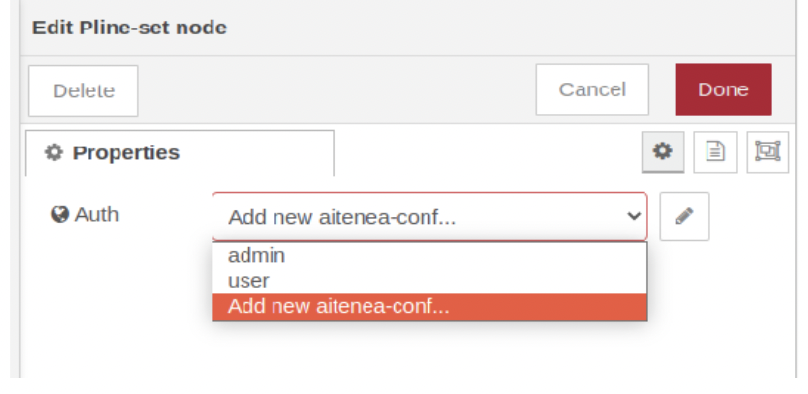 Edit Pline-set node
Delete
Cancel
Done
Properties
Auth
Add new aitenea-conf...
admin
user
Add new aitenea-conf...